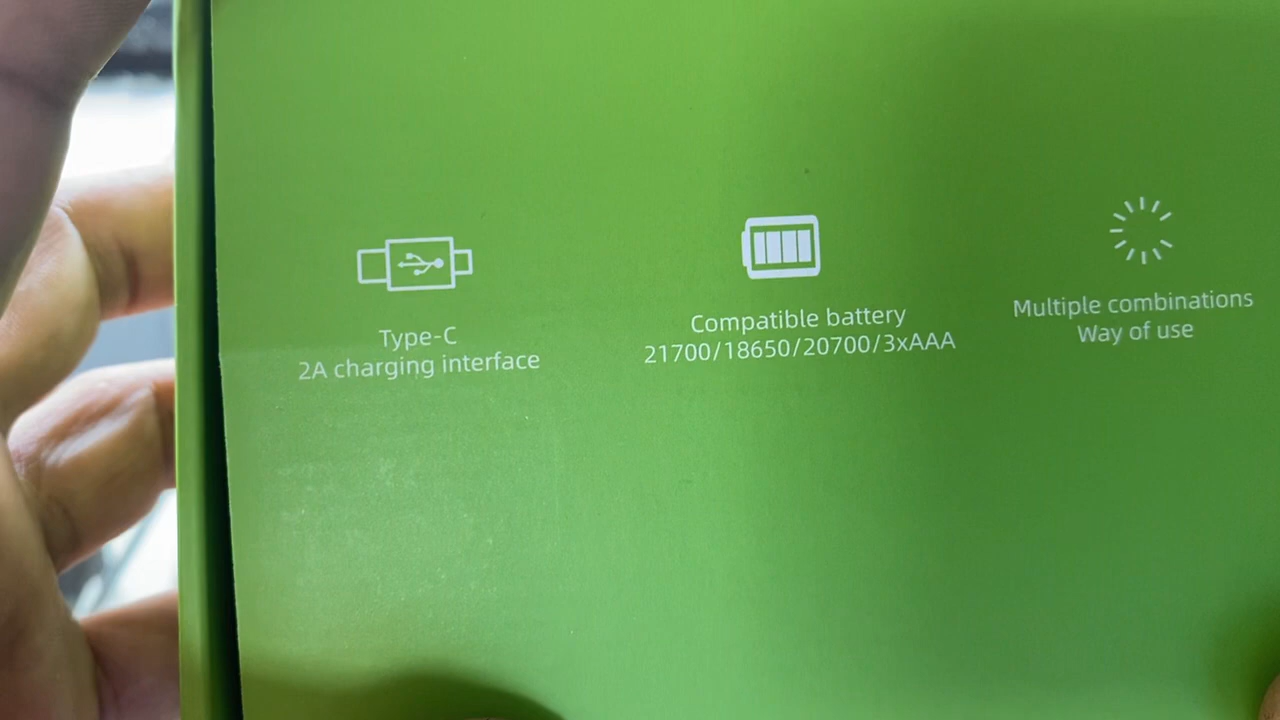 Type-C
2A charging interface
Compatible battery
21700/18650/20700/3xAAA
Multiple combinations
Way of use